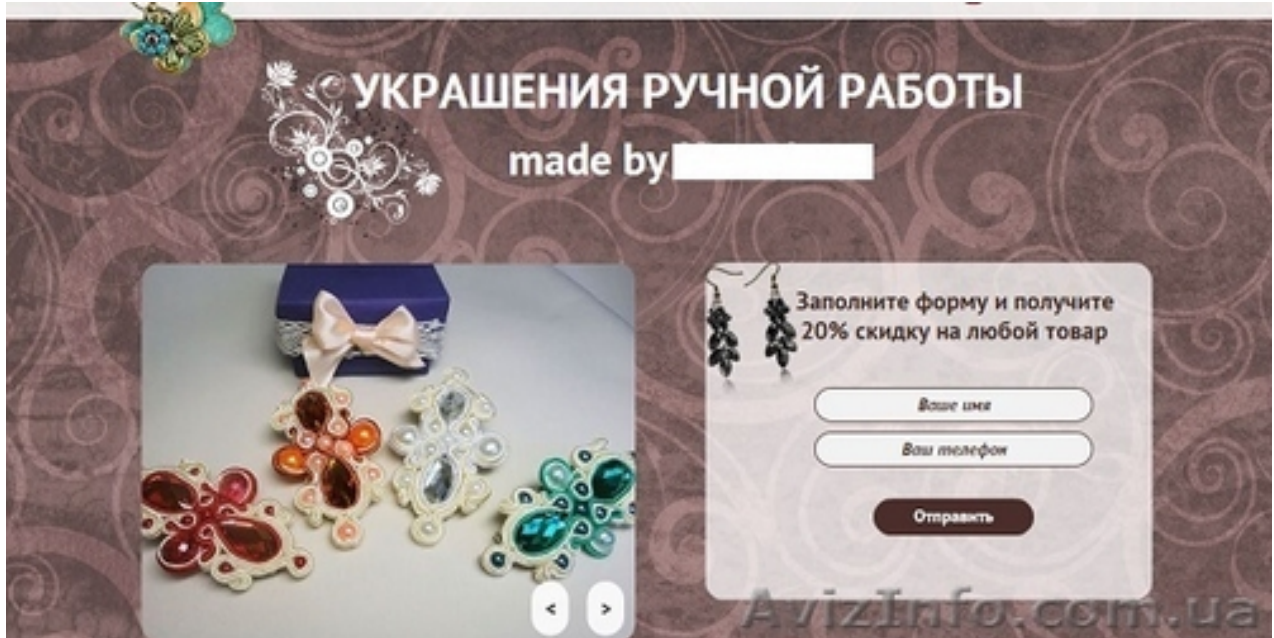 УКРАШЕНИЯ РУЧНОЙ РАБОТЫ
made by
Заполните форму и получите
20% скидку на любой товар
Ваше имя
Ваш телефон
Отправить
< >
AvizInfo.com.ua